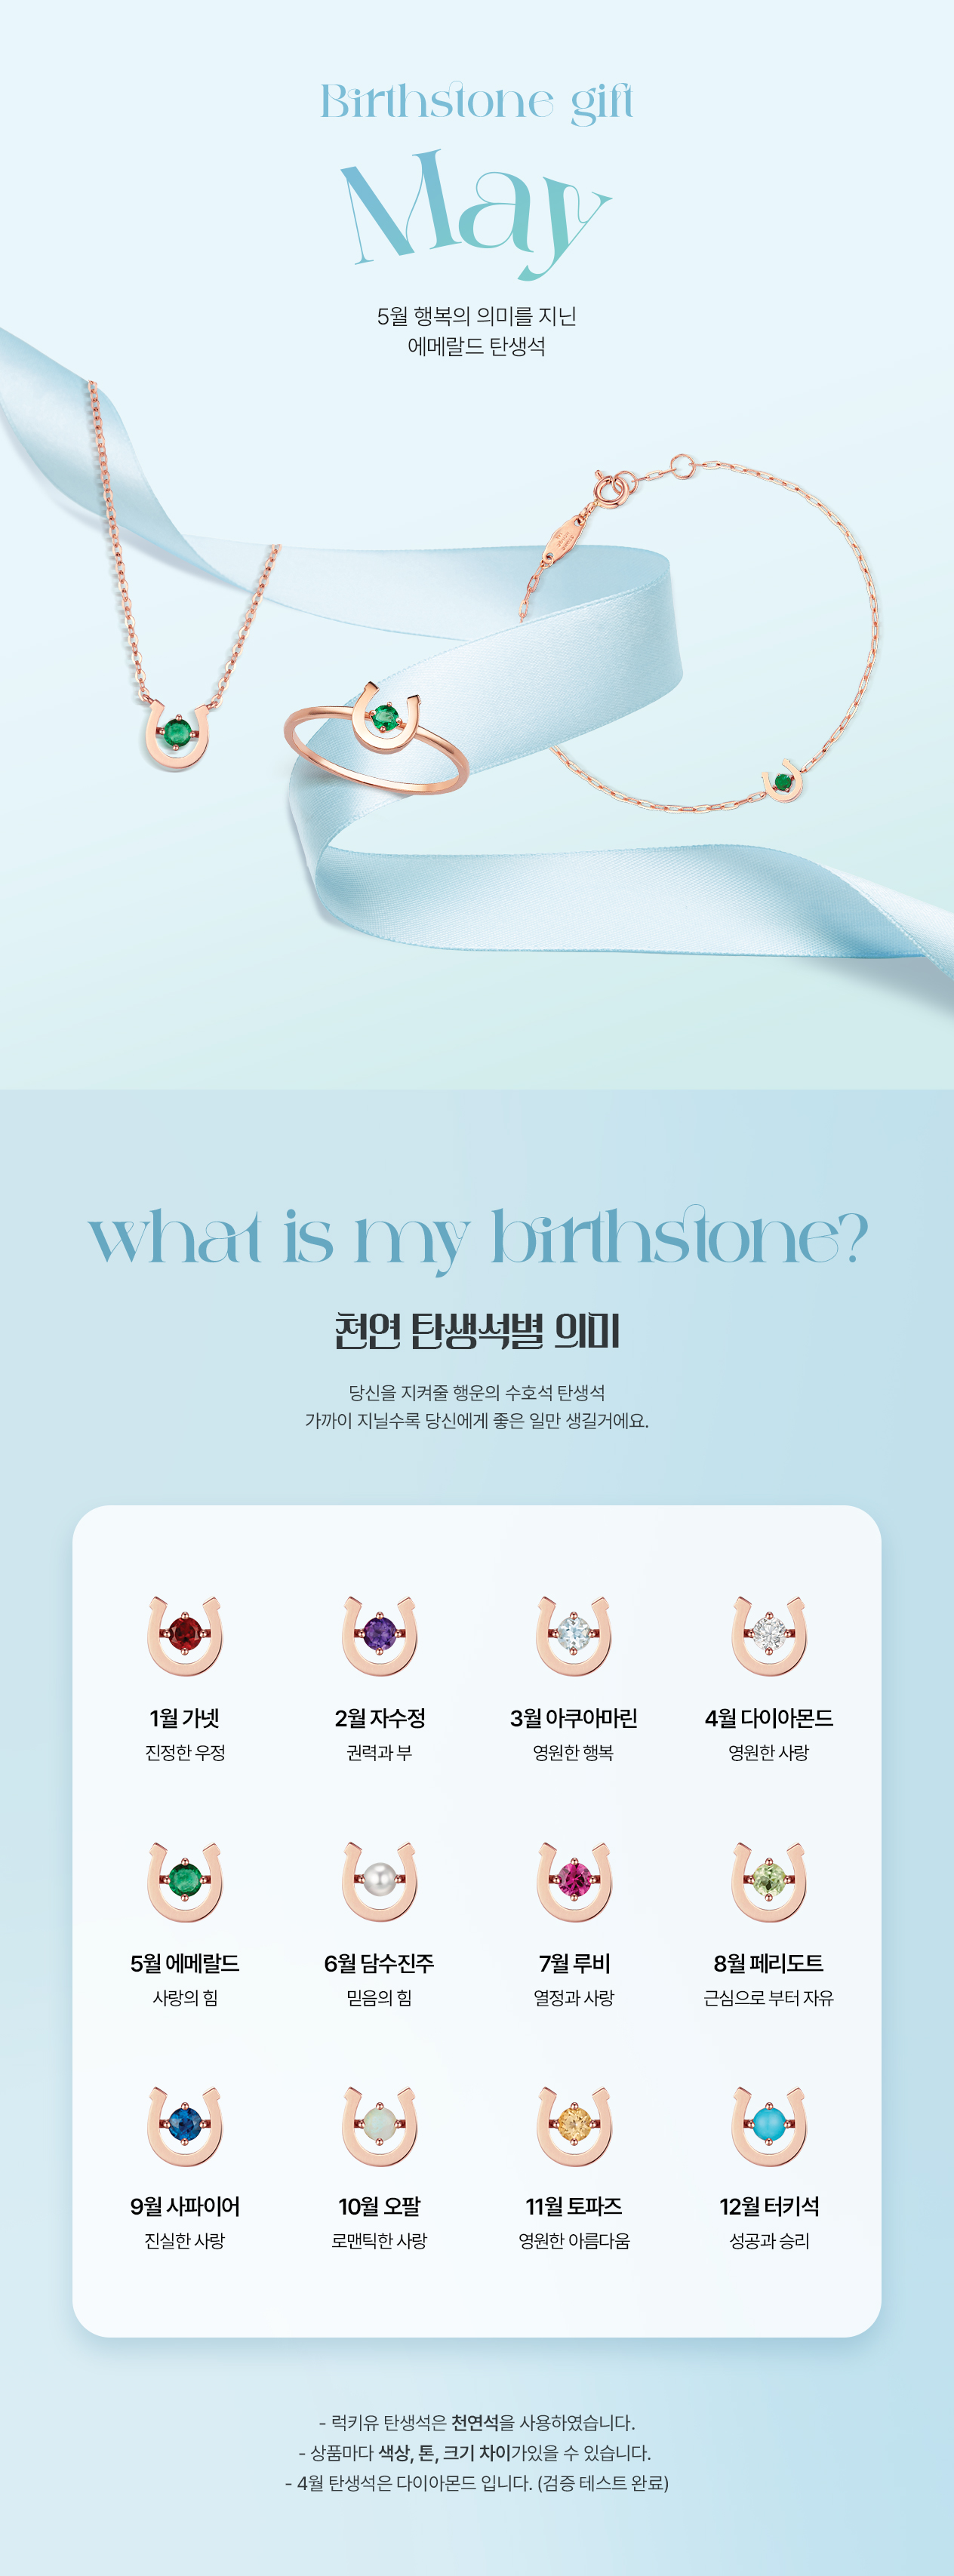 Birthstone gift
May
5월 행복의 의미를 지닌
에메랄드 탄생석
what is my birthstone?
천연 탄생석별 의미
당신을 지켜줄 행운의 수호석 탄생석
가까이 지닐수록 당신에게 좋은 일만 생길거에요.
1월 가넷
진정한 우정
2월 자수정
권력과 부
3월 아쿠아마린
영원한 행복
4월 다이아몬드
영원한 사랑
5월 에메랄드
사랑의 힘
6월 담수진주
믿음의 힘
7월 루비
열정과 사랑
8월 페리도트
근심으로 부터 자유
9월 사파이어
진실한 사랑
10월 오팔
로맨틱한 사랑
11월 토파즈
영원한 아름다움
12월 터키석
성공과 승리
- 럭키유 탄생석은 천연석을 사용하였습니다.
- 상품마다 색상, 톤, 크기 차이가있을 수 있습니다.
- 4월 탄생석은 다이아몬드 입니다. (검증 테스트 완료)